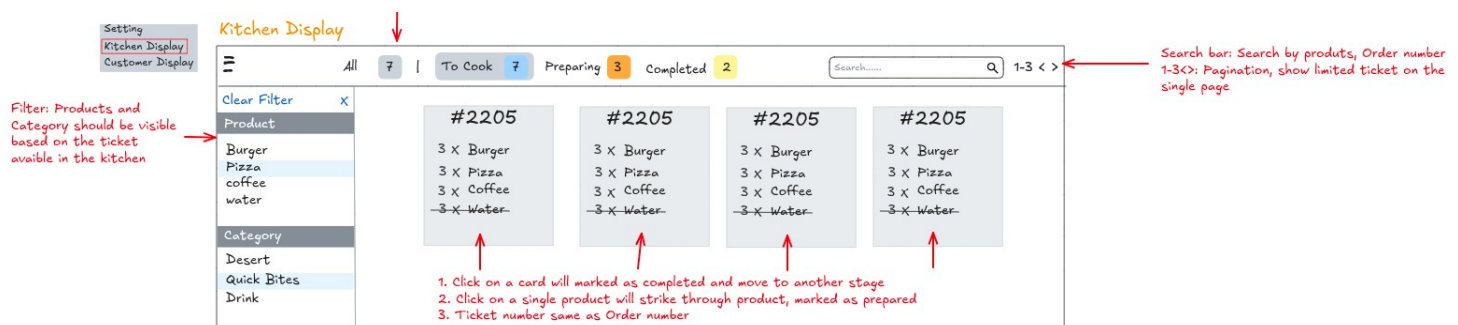 Setting
Kitchen Display
Customer Display
Kitchen Display
All 7 | To Cook 7 Preparing 3 Completed 2 Search...... 1-3 < >
Search bar: Search by produts, Order number
1-3<>: Pagination, show limited ticket on the
single page
Filter: Products and
Category should be visible
based on the ticket
avaible in the kitchen
Clear Filter X
Product
Burger
Pizza
coffee
water
Category
Desert
Quick Bites
Drink
#2205
3 x Burger
3 x Pizza
3 x Coffee
3 x Water
#2205
3 x Burger
3 x Pizza
3 x Coffee
3 x Water
#2205
3 x Burger
3 x Pizza
3 x Coffee
3 x Water
#2205
3 x Burger
3 x Pizza
3 x Coffee
3 x Water
1. Click on a card will marked as completed and move to another stage
2. Click on a single product will strike through product, marked as prepared
3. Ticket number same as Order number